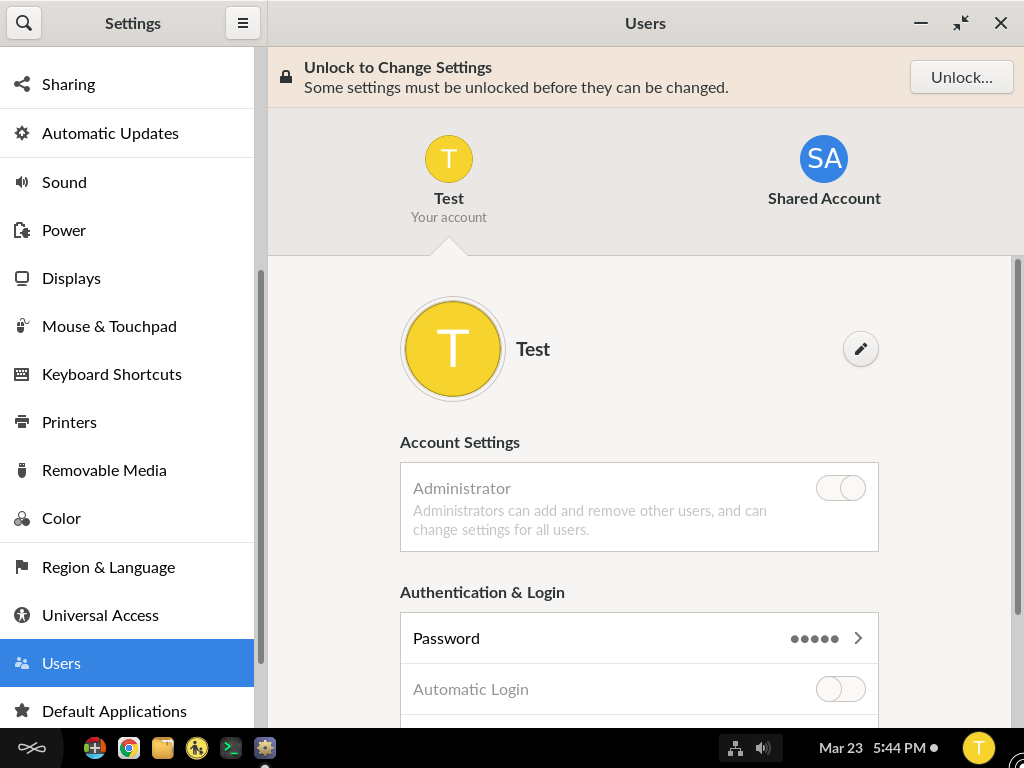 Settings
Users
Sharing
Automatic Updates
Sound
Power
Displays
Mouse & Touchpad
Keyboard Shortcuts
Printers
Removable Media
Color
Region & Language
Universal Access
Users
Default Applications
Unlock to Change Settings
Some settings must be unlocked before they can be changed.
Unlock...
T
Test
Your account
SA
Shared Account
T
Test
Account Settings
Administrator
Administrators can add and remove other users, and can
change settings for all users.
Authentication & Login
Password
●●●●●
Automatic Login
Mar 23 5:44 PM
T